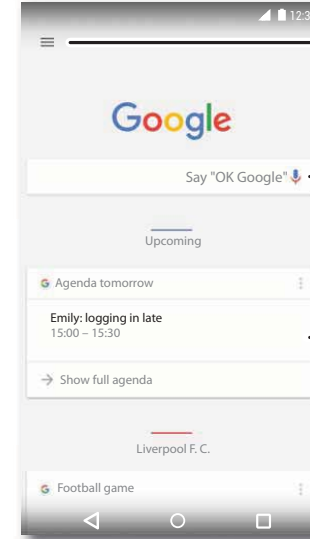 12:3
Google
Say "OK Google"
Upcoming
Agenda tomorrow
Emily: logging in late
15:00 – 15:30
Show full agenda
Liverpool F. C.
Football game